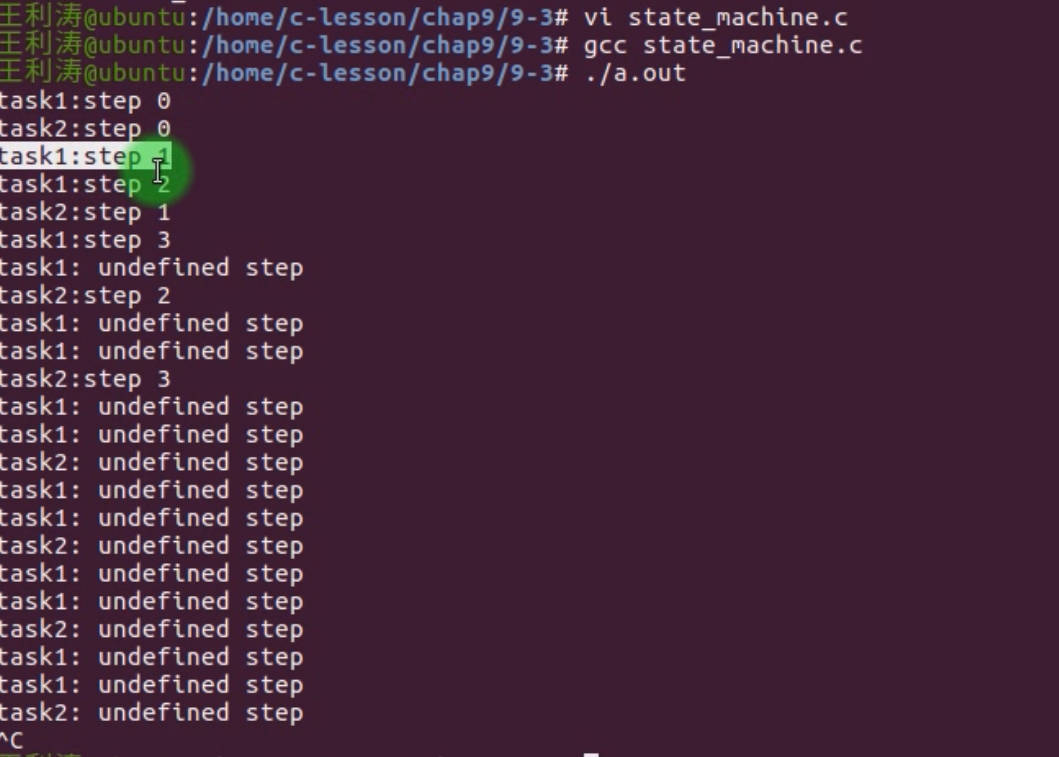 王利涛@ubuntu:/home/c-lesson/chap9/9-3# vi state_machine.c
王利涛@ubuntu:/home/c-lesson/chap9/9-3# gcc state_machine.c
王利涛@ubuntu:/home/c-lesson/chap9/9-3# ./a.out
task1:step 0
task2:step 0
task1:step 1
task1:step 2
task2:step 1
task1:step 3
task1: undefined step
task2:step 2
task1: undefined step
task1: undefined step
task2:step 3
task1: undefined step
task1: undefined step
task2: undefined step
task1: undefined step
task1: undefined step
task2: undefined step
task1: undefined step
task1: undefined step
task2: undefined step
task1: undefined step
task1: undefined step
task2: undefined step
^C